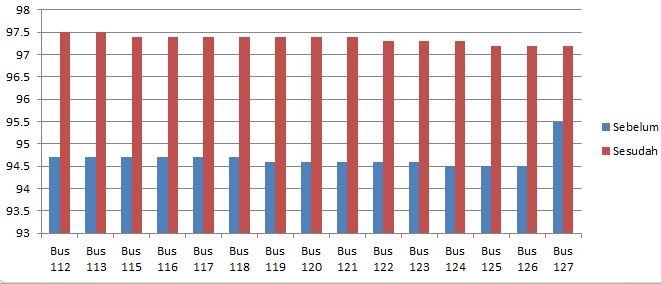 98
97.5
97
96.5
96
95.5
95
94.5
94
93.5
93
Bus 112
Bus 113
Bus 115
Bus 116
Bus 117
Bus 118
Bus 119
Bus 120
Bus 121
Bus 122
Bus 123
Bus 124
Bus 125
Bus 126
Bus 127
Sebelum
Sesudah